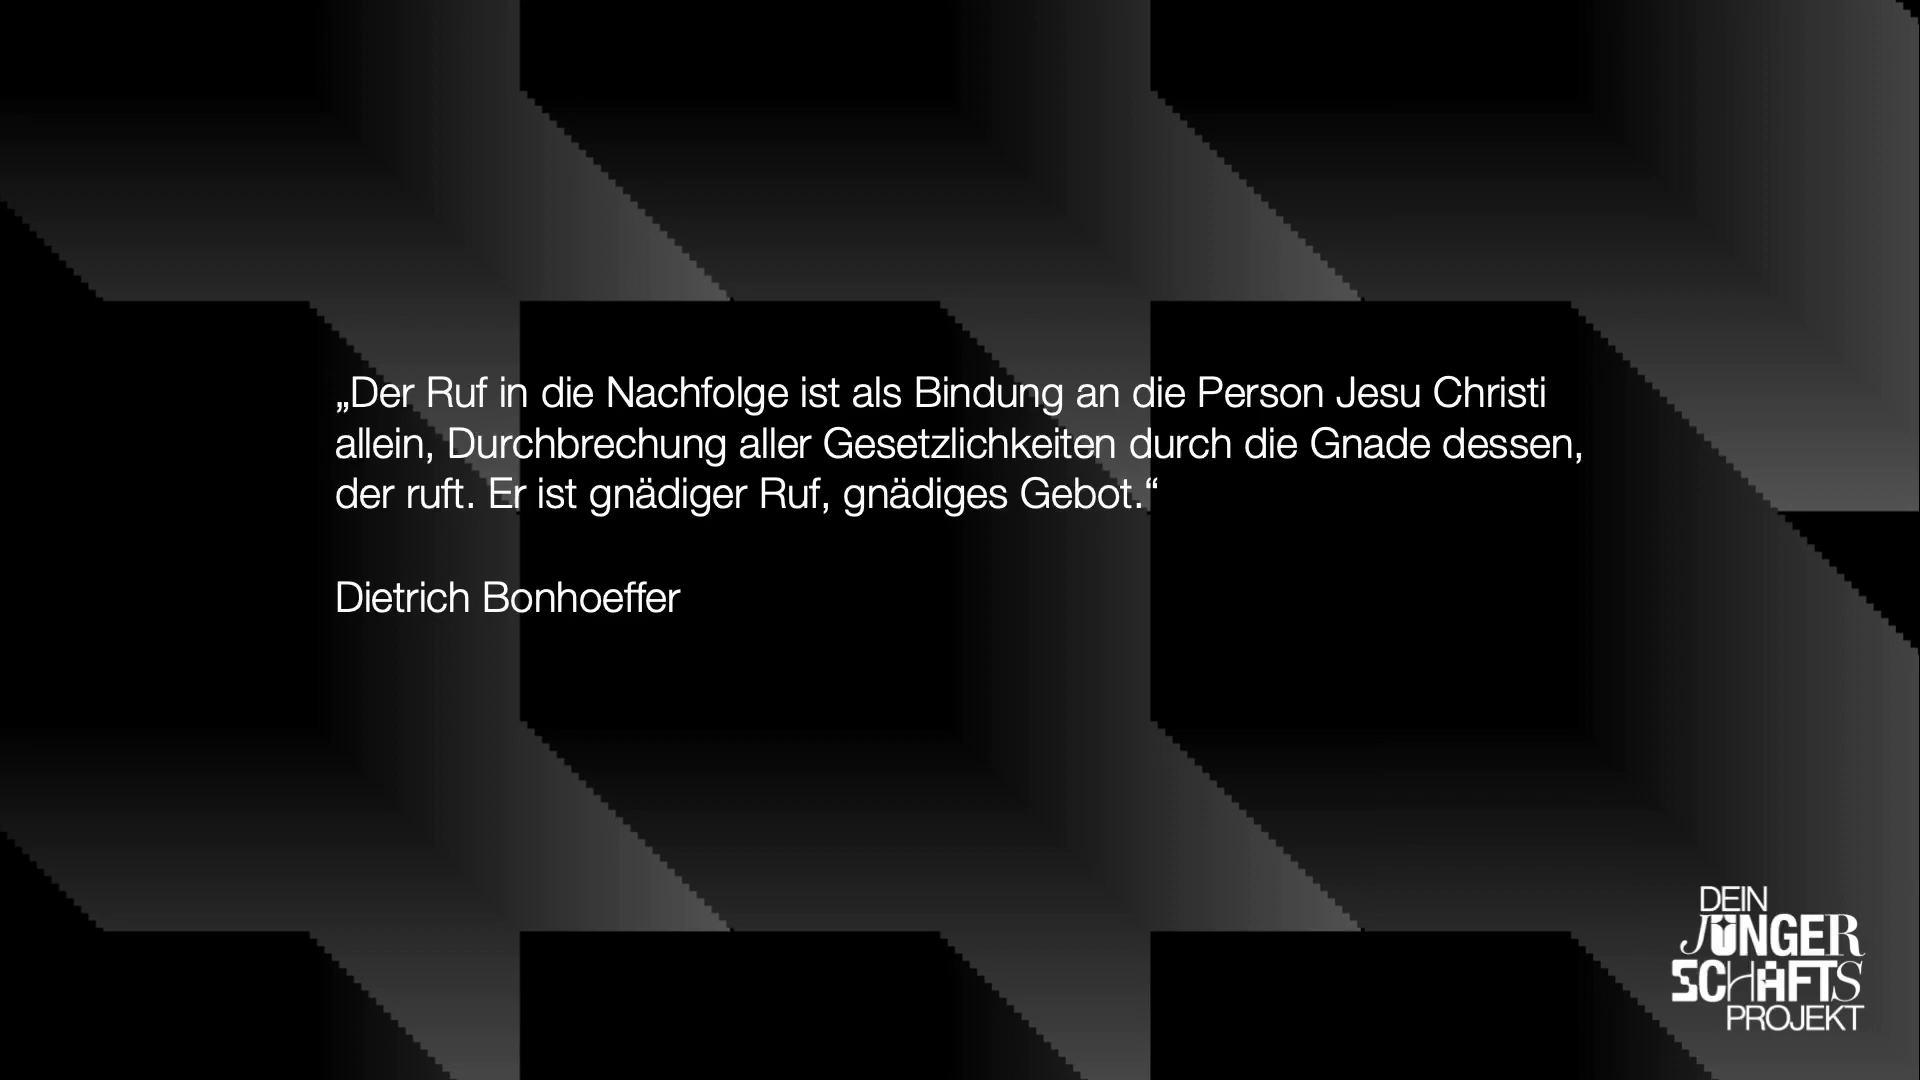 „Der Ruf in die Nachfolge ist als Bindung an die Person Jesu Christi
allein, Durchbrechung aller Gesetzlichkeiten durch die Gnade dessen,
der ruft. Er ist gnädiger Ruf, gnädiges Gebot.“
Dietrich Bonhoeffer
DEIN
JÜNGER
SCHAFTS
PROJEKT